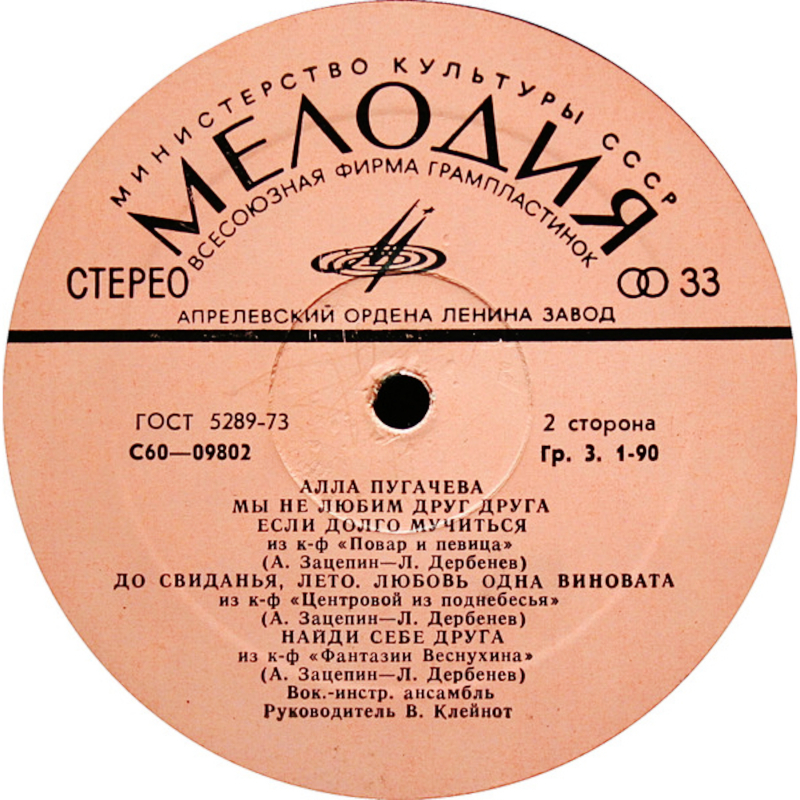 МИНИСТЕРСТВО КУЛЬТУРЫ СССР
МЕЛОДИЯ
ВСЕСОЮЗНАЯ ФИРМА ГРАМПЛАСТИНОК
СТЕРЕО
33
АПРЕЛЕВСКИЙ ОРДЕНА ЛЕНИНА ЗАВОД
ГОСТ 5289-73
2 сторона
С60—09802
Гр. 3. 1-90
АЛЛА ПУГАЧЕВА
МЫ НЕ ЛЮБИМ ДРУГ ДРУГА
ЕСЛИ ДОЛГО МУЧИТЬСЯ
из к-ф «Повар и певица»
(А. Зацепин—Л. Дербенев)
ДО СВИДАНЬЯ, ЛЕТО. ЛЮБОВЬ ОДНА ВИНОВАТА
из к-ф «Центровой из поднебесья»
(А. Зацепин—Л. Дербенев)
НАЙДИ СЕБЕ ДРУГА
из к-ф «Фантазии Веснухина»
(А. Зацепин—Л. Дербенев)
Вок.-инстр. ансамбль
Руководитель В. Клейнот